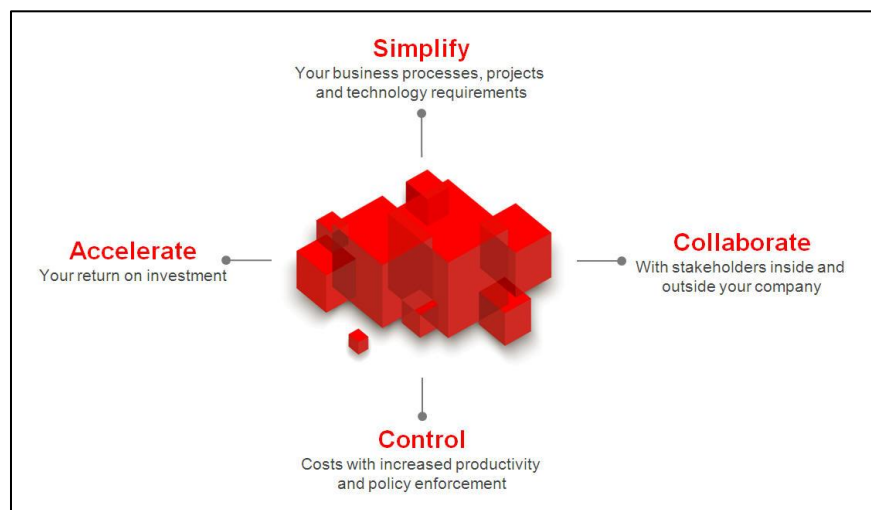 Simplify
Your business processes, projects
and technology requirements
Accelerate
Your return on investment
Collaborate
With stakeholders inside and
outside your company
Control
Costs with increased productivity
and policy enforcement